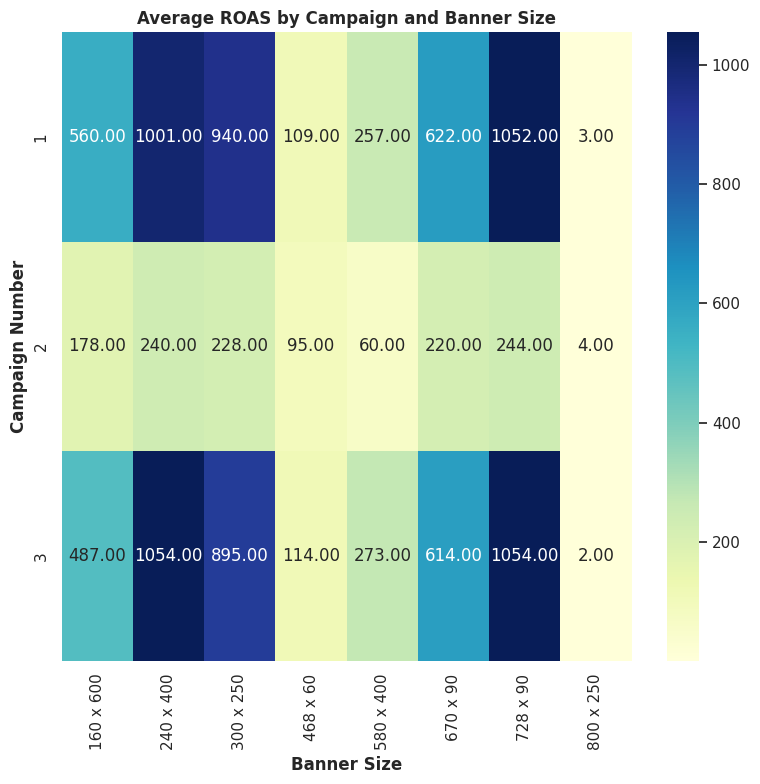 Average ROAS by Campaign and Banner Size
Campaign Number
1
560.00 1001.00 940.00 109.00 257.00 622.00 1052.00 3.00
2
178.00 240.00 228.00 95.00 60.00 220.00 244.00 4.00
3
487.00 1054.00 895.00 114.00 273.00 614.00 1054.00 2.00
160 x 600
240 x 400
300 x 250
468 x 60
580 x 400
670 x 90
728 x 90
800 x 250
Banner Size
1000
800
600
400
200